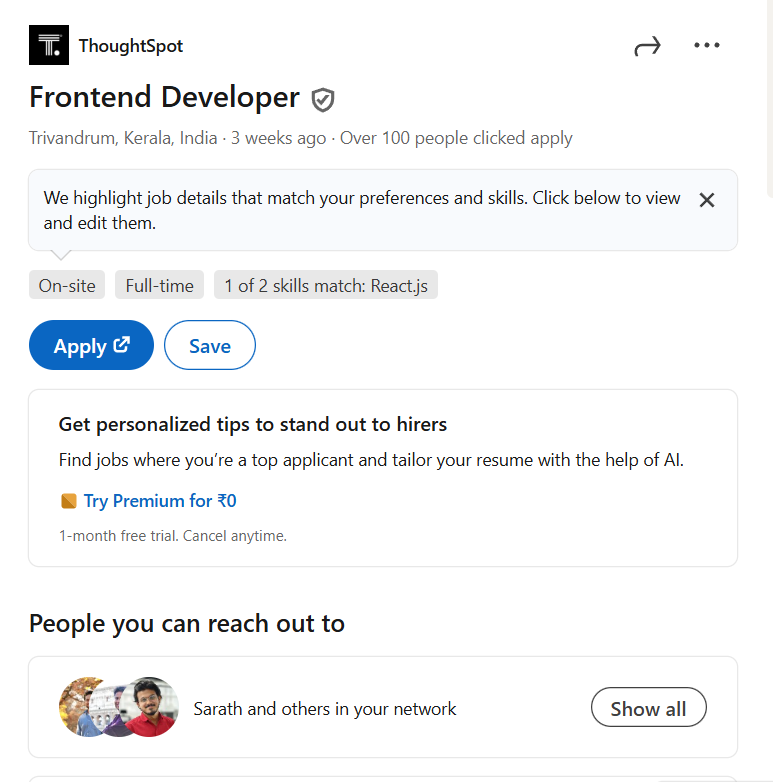 T.
ThoughtSpot
Frontend Developer
Trivandrum, Kerala, India · 3 weeks ago · Over 100 people clicked apply
We highlight job details that match your preferences and skills. Click below to view
and edit them.
On-site
Full-time
1 of 2 skills match: React.js
Apply
Save
Get personalized tips to stand out to hirers
Find jobs where you’re a top applicant and tailor your resume with the help of AI.
Try Premium for ₹0
1-month free trial. Cancel anytime.
People you can reach out to
Sarath and others in your network
Show all